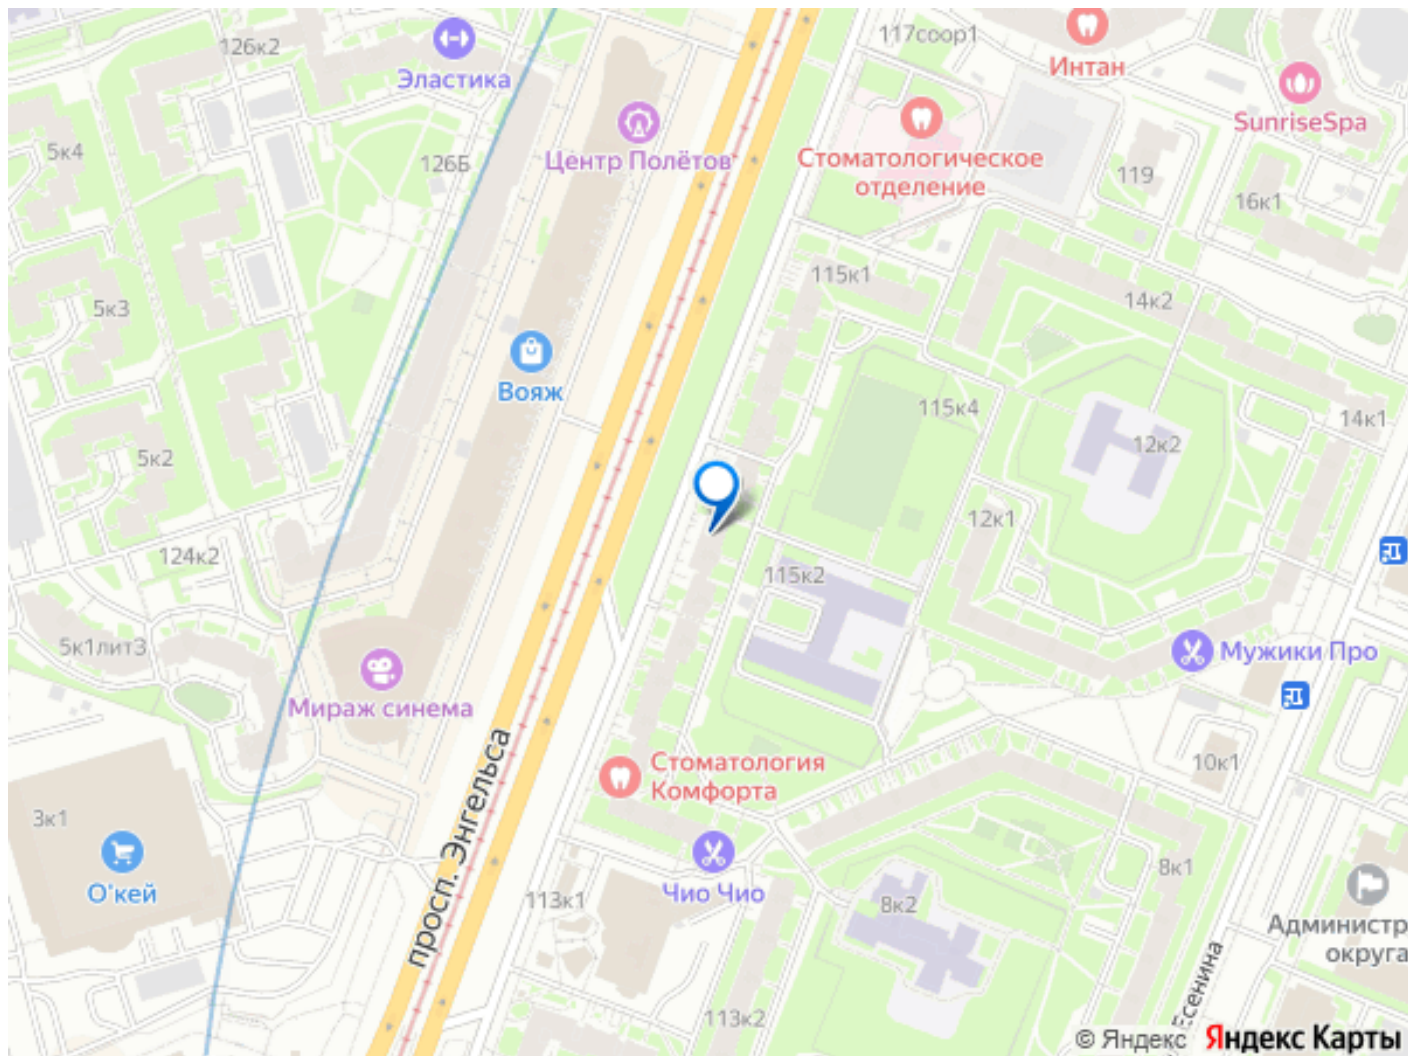 126к2
Эластика
117соор1
Интан
SunriseSpa
Центр Полётов
Стоматологическое
отделение
5к4
126Б
119
16к1
115к1
14к2
5к3
Вояж
115к4
14к1
12к2
5к2
12к1
124к2
115к2
5к1лит3
Мужики Про
Мираж синема
просп. Энгельса
Стоматология
Комфорта
10к1
3к1
О'кей
Чио Чио
8к1
113к1
8к2
Администр
округа
Есенина
113к2
© Яндекс Яндекс Карты